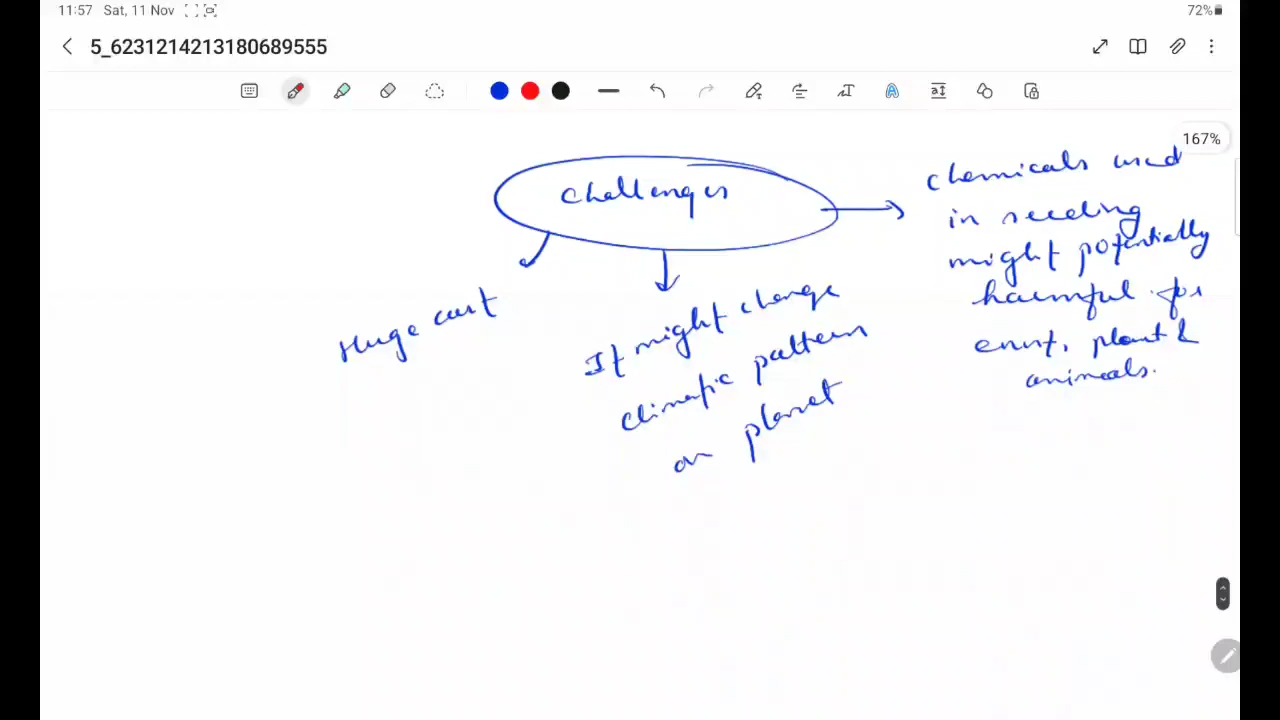 11:57 Sat, 11 Nov
72%
5_6231214213180689555
167%
Challenges
Huge cost
It might change
climatic pattern
on planet
chemicals used
in seeding
might potentially
harmful for
envt, plant &
animals.